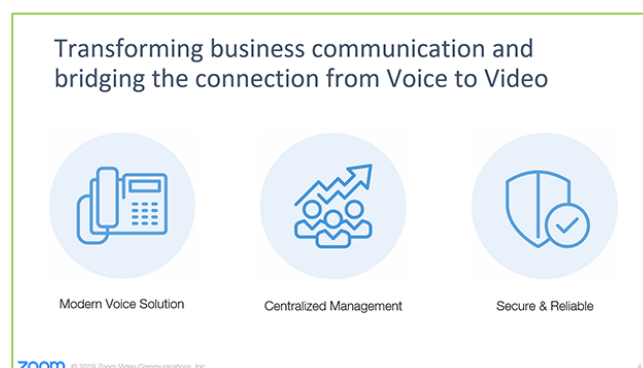 Transforming business communication and
bridging the connection from Voice to Video
Modern Voice Solution
Centralized Management
Secure & Reliable
zoom © 2019 Zoom Video Communications, Inc.
4